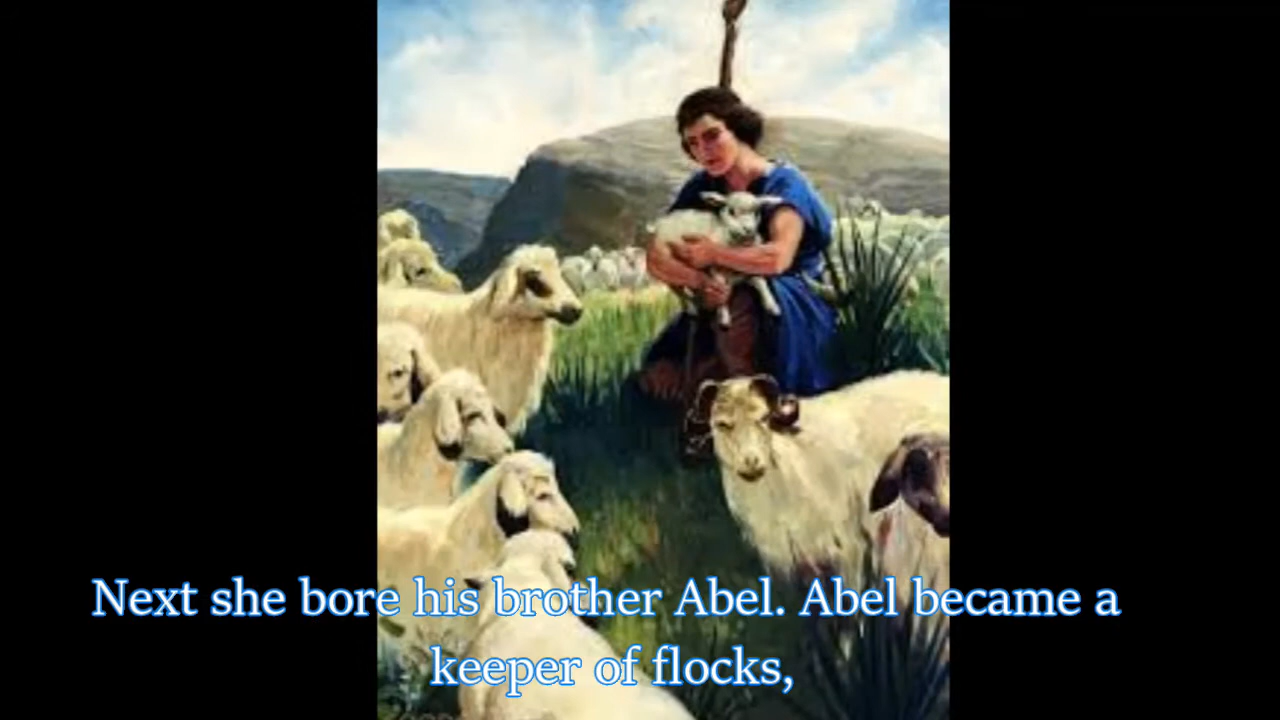 Next she bore his brother Abel. Abel became a
keeper of flocks,